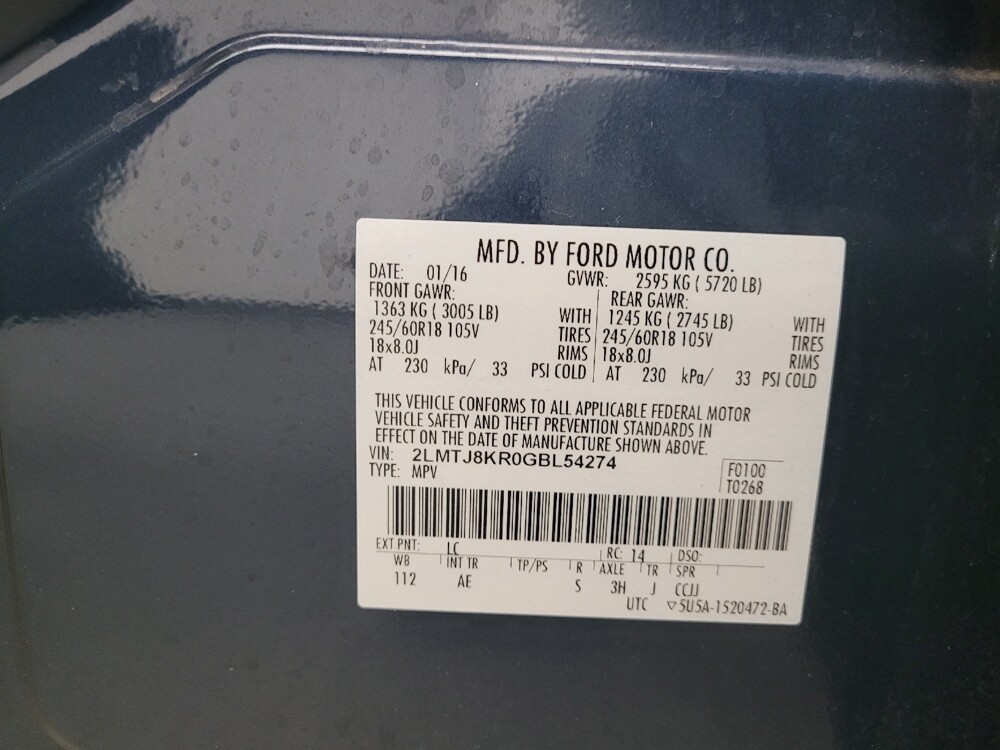 MFD. BY FORD MOTOR CO.
DATE: 01/16 GVWR: 2595 KG ( 5720 LB)
FRONT GAWR: REAR GAWR:
1363 KG ( 3005 LB) WITH 1245 KG ( 2745 LB) WITH
245/60R18 105V TIRES 245/60R18 105V TIRES
18x8.0J RIMS 18x8.0J RIMS
AT 230 kPa/ 33 PSI COLD AT 230 kPa/ 33 PSI COLD
THIS VEHICLE CONFORMS TO ALL APPLICABLE FEDERAL MOTOR
VEHICLE SAFETY AND THEFT PREVENTION STANDARDS IN
EFFECT ON THE DATE OF MANUFACTURE SHOWN ABOVE.
VIN: 2LMTJ8KR0GBL54274 F0100
TYPE: MPV T0268
EXT PNT: LC RC: 14 DSO:
WB INT TR TP/PS R AXLE TR SPR
112 AE S 3H J CCJJ
UTC ▽5U5A-1520472-BA